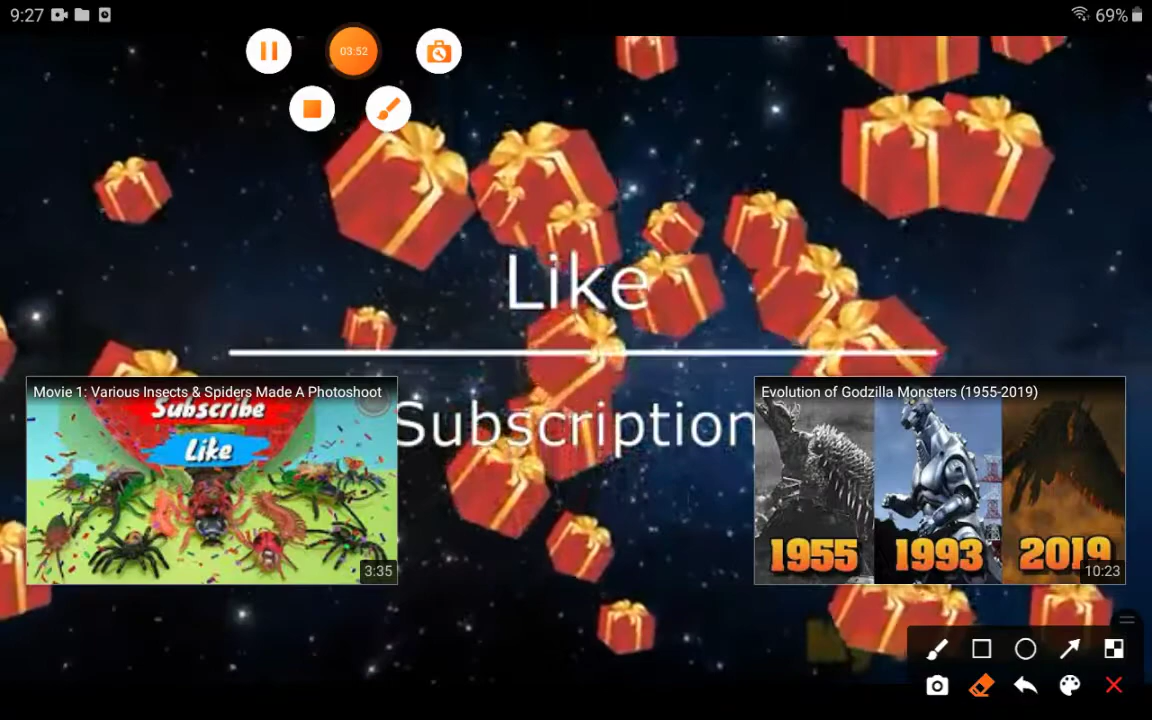 9:27
69%
03:52
Like
Subscription
Movie 1: Various Insects & Spiders Made A Photoshoot
Subscribe
Like
3:35
Evolution of Godzilla Monsters (1955-2019)
1955 1993 2019
10:23